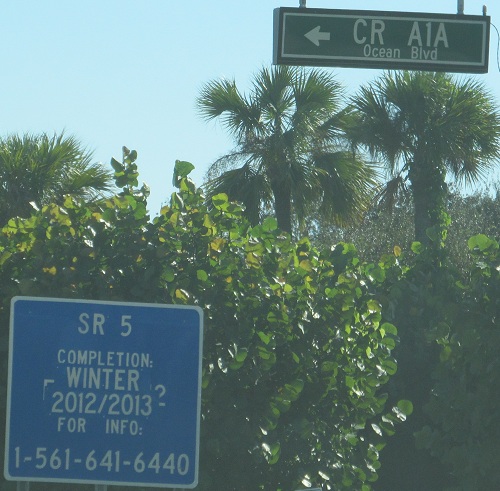 ← CR A1A
Ocean Blvd
SR 5
COMPLETION:
WINTER
2012/2013?
FOR INFO:
1-561-641-6440